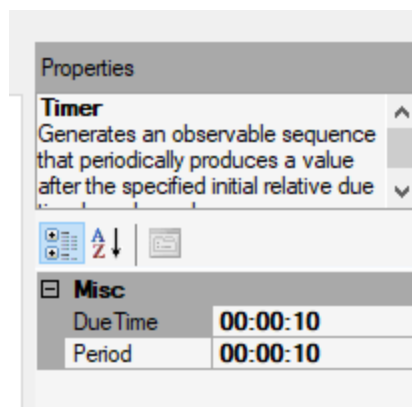 Properties
Timer
Generates an observable sequence
that periodically produces a value
after the specified initial relative due
Misc
DueTime 00:00:10
Period 00:00:10